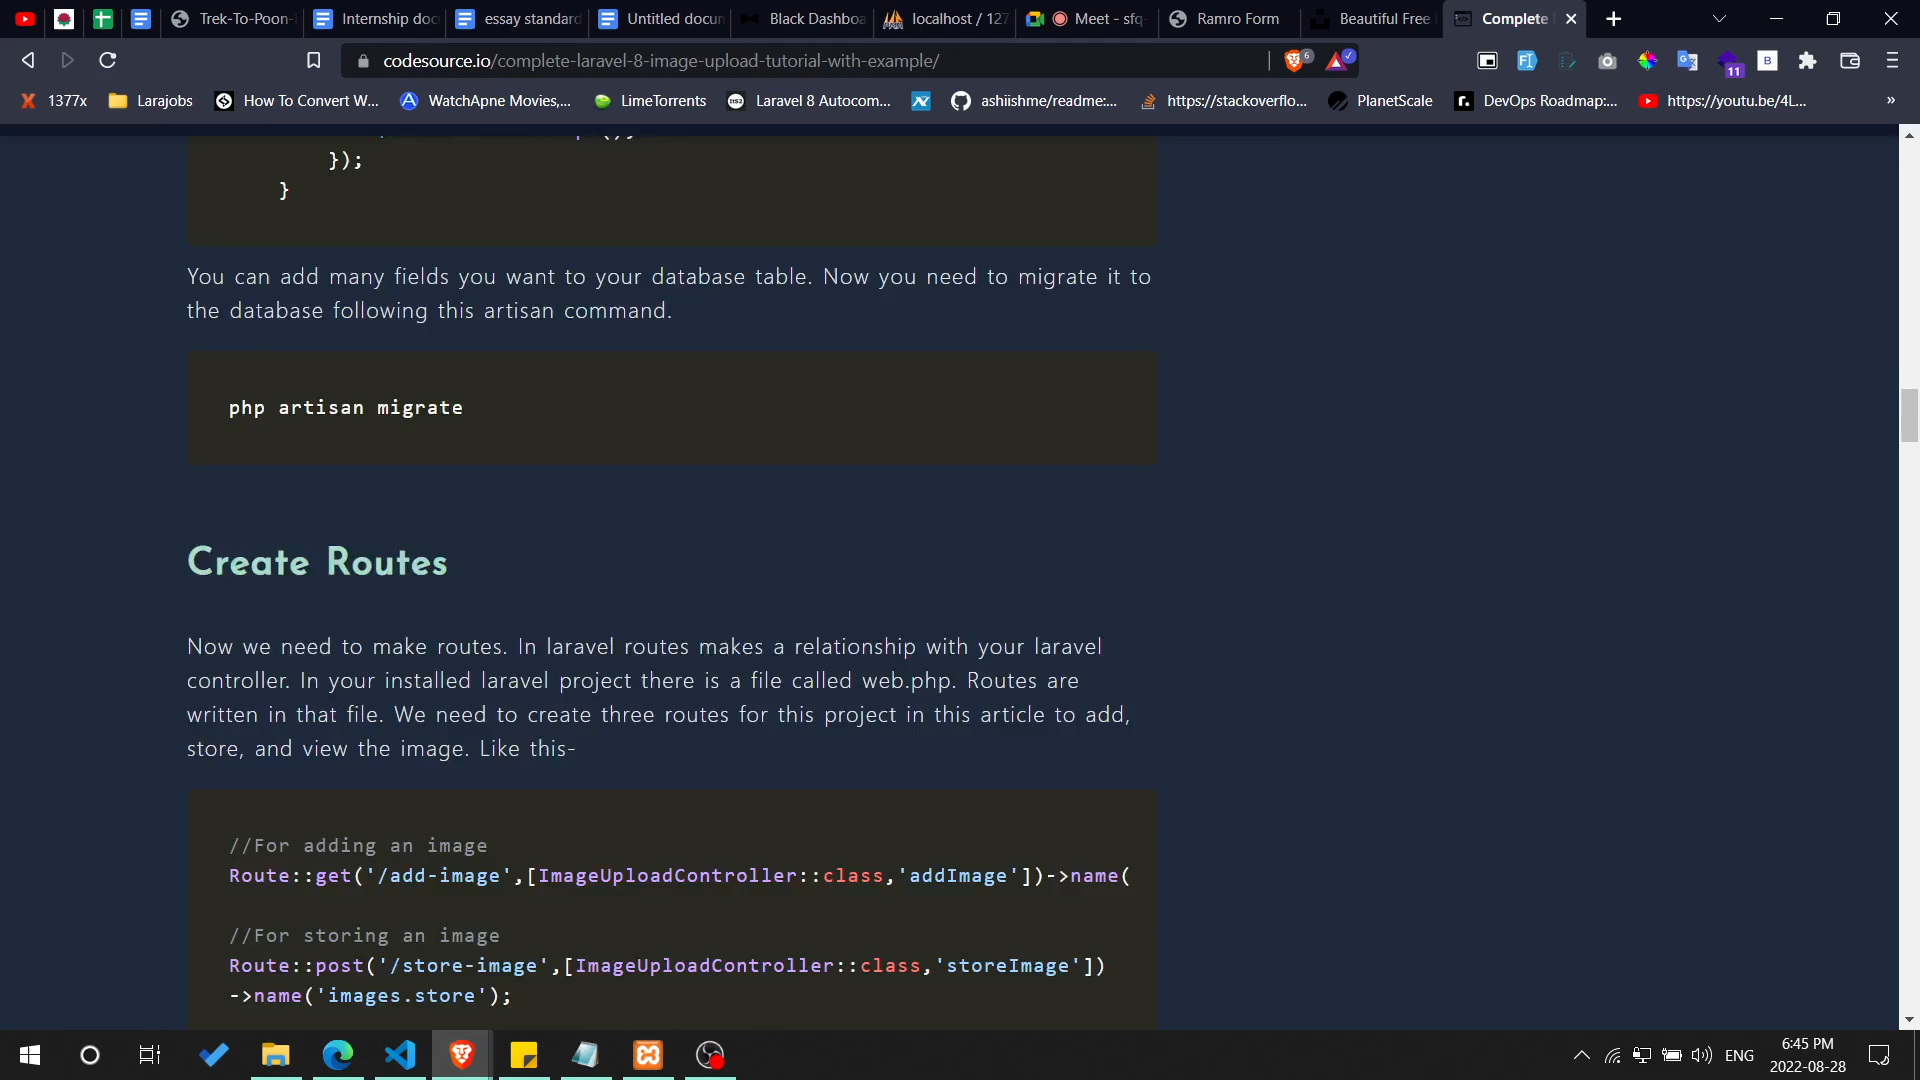 Trek-To-Poon-
Internship doc
essay standard
Untitled docum
Black Dashboa
localhost / 127
Meet - sfq-
Ramro Form
Beautiful Free
Complete
codesource.io/complete-laravel-8-image-upload-tutorial-with-example/
6
11
B
1377x
Larajobs
How To Convert W...
WatchApne Movies,...
LimeTorrents
Laravel 8 Autocom...
ashiishme/readme:...
https://stackoverflo...
PlanetScale
DevOps Roadmap:...
https://youtu.be/4L...
»
});
}
You can add many fields you want to your database table. Now you need to migrate it to
the database following this artisan command.
php artisan migrate
Create Routes
Now we need to make routes. In laravel routes makes a relationship with your laravel
controller. In your installed laravel project there is a file called web.php. Routes are
written in that file. We need to create three routes for this project in this article to add,
store, and view the image. Like this-
//For adding an image
Route::get('/add-image',[ImageUploadController::class,'addImage'])->name(
//For storing an image
Route::post('/store-image',[ImageUploadController::class,'storeImage'])
->name('images.store');
ENG
6:45 PM
2022-08-28